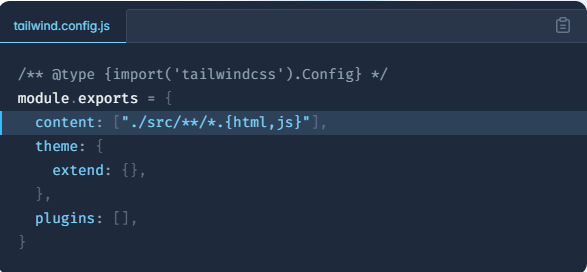 tailwind.config.js
/** @type {import('tailwindcss').Config} */
module.exports = {
  content: ["./src/**/*.{html,js}"],
  theme: {
    extend: {},
  },
  plugins: [],
}